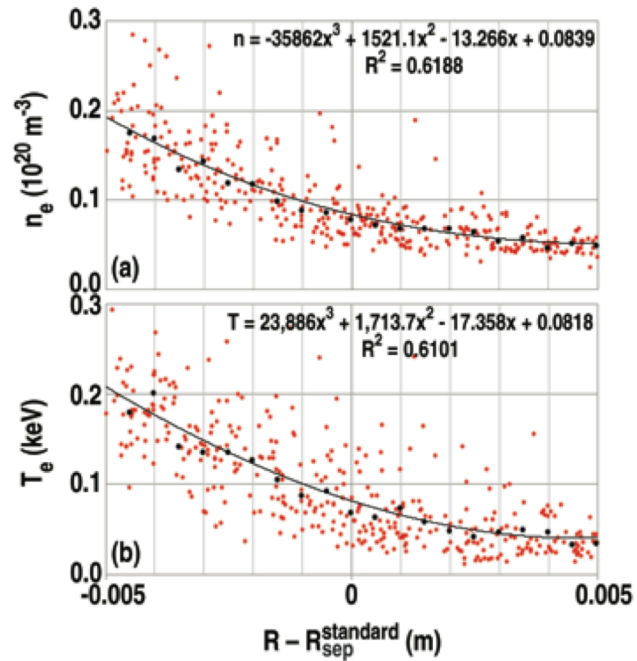 n = -35862x³ + 1521.1x² - 13.266x + 0.0839
R² = 0.6188
0.3
0.2
0.1
0.0
nₑ (10²⁰ m⁻³)
(a)
T = 23,886x³ + 1,713.7x² - 17.358x + 0.0818
R² = 0.6101
0.3
0.2
0.1
0.0
Tₑ (keV)
(b)
-0.005
0
0.005
R – R_sep^standard (m)